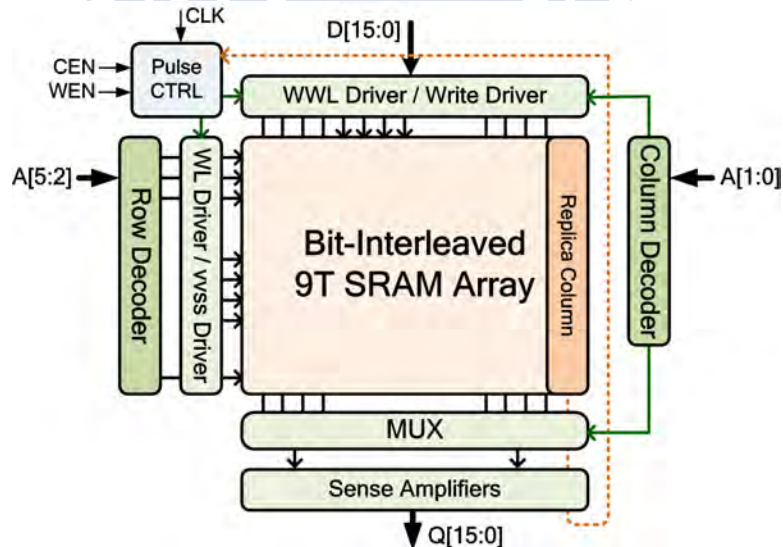 CLK
D[15:0]
CEN
WEN
Pulse
CTRL
WWL Driver / Write Driver
A[5:2]
Row Decoder
WL Driver / vvss Driver
Bit-Interleaved
9T SRAM Array
Replica Column
Column Decoder
A[1:0]
MUX
Sense Amplifiers
Q[15:0]